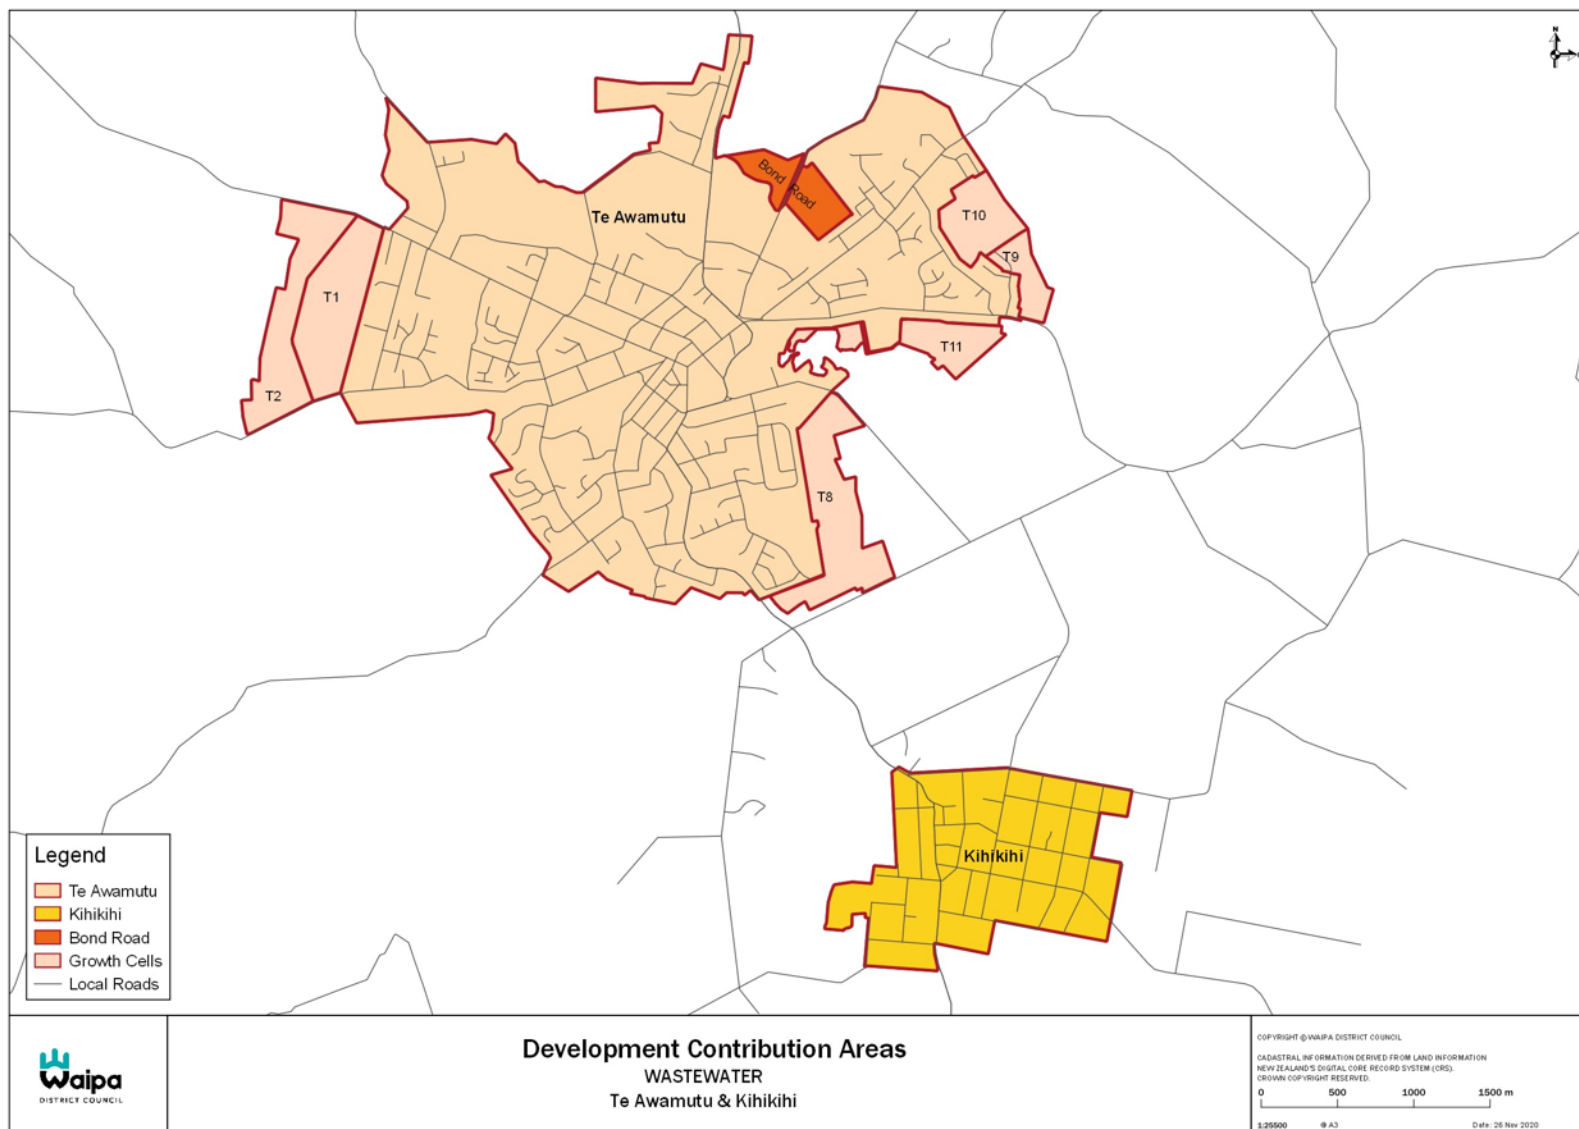 N
Te Awamutu
Bond Road
T10
T9
T1
T11
T2
T8
Kihikihi
Legend
Te Awamutu
Kihikihi
Bond Road
Growth Cells
Local Roads
Waipa
DISTRICT COUNCIL
Development Contribution Areas
WASTEWATER
Te Awamutu & Kihikihi
COPYRIGHT © WAIPA DISTRICT COUNCIL
CADASTRAL INFORMATION DERIVED FROM LAND INFORMATION
NEW ZEALAND'S DIGITAL CORE RECORD SYSTEM (CRS).
CROWN COPYRIGHT RESERVED.
0 500 1000 1500 m
1:25500 @ A3 Date: 26 Nov 2020